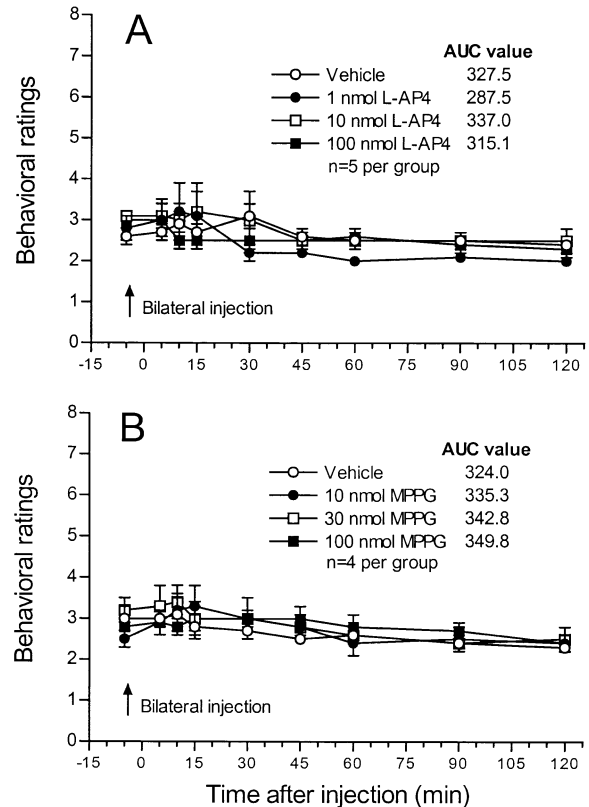 A
AUC value
Vehicle 327.5
1 nmol L-AP4 287.5
10 nmol L-AP4 337.0
100 nmol L-AP4 315.1
n=5 per group
Behavioral ratings
8
7
6
5
4
3
2
1
0
Bilateral injection
-15 0 15 30 45 60 75 90 105 120
B
AUC value
Vehicle 324.0
10 nmol MPPG 335.3
30 nmol MPPG 342.8
100 nmol MPPG 349.8
n=4 per group
Behavioral ratings
8
7
6
5
4
3
2
1
0
Bilateral injection
-15 0 15 30 45 60 75 90 105 120
Time after injection (min)